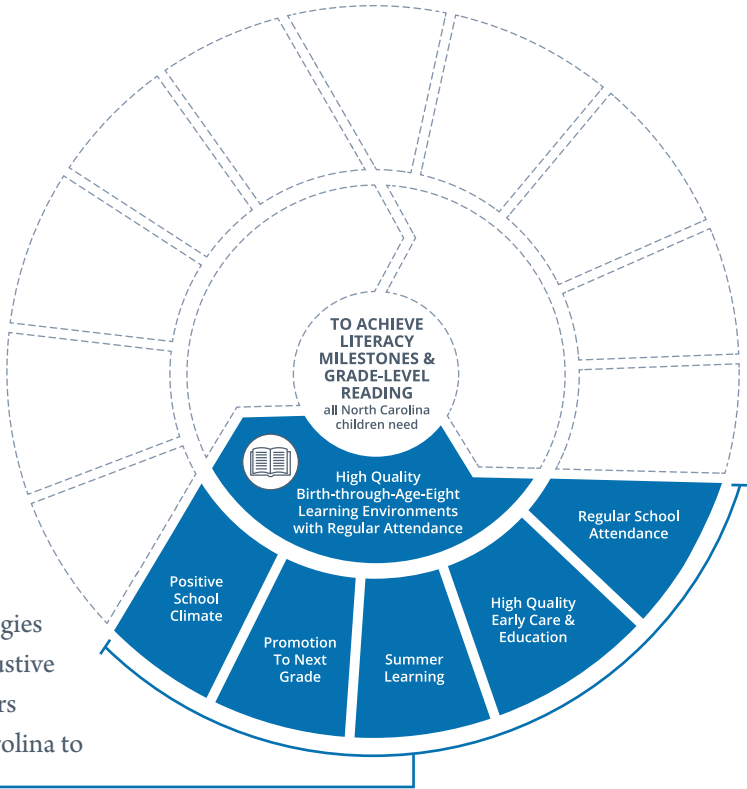 TO ACHIEVE
LITERACY
MILESTONES &
GRADE-LEVEL
READING
all North Carolina
children need
High Quality
Birth-through-Age-Eight
Learning Environments
with Regular Attendance
Regular School
Attendance
High Quality
Early Care &
Education
Summer
Learning
Promotion
To Next
Grade
Positive
School
Climate
gies
ustive
rs
rolina to